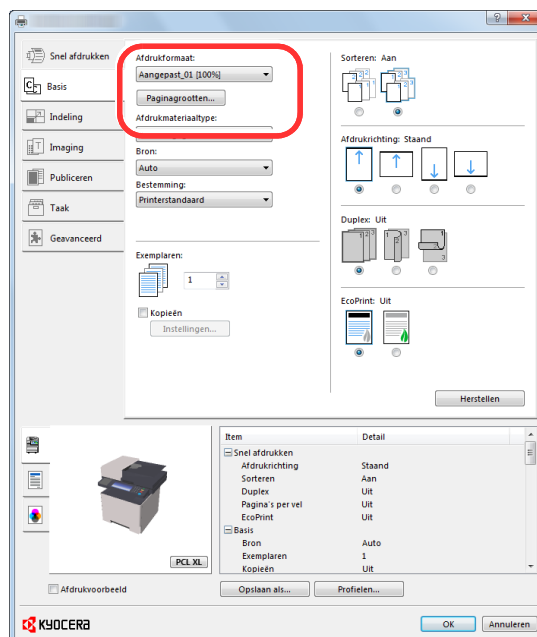 Snel afdrukken
Basis
Indeling
Imaging
Publiceren
Taak
Geavanceerd
Afdrukformaat:
Aangepast_01 [100%]
Paginagrootten...
Afdrukmateriaaltype:
Bron:
Auto
Bestemming:
Printerstandaard
Exemplaren:
1
Kopieën
Instellingen...
Sorteren: Aan
Afdrukrichting: Staand
Duplex: Uit
EcoPrint: Uit
Herstellen
Item Detail
Snel afdrukken
Afdrukrichting Staand
Sorteren Aan
Duplex Uit
Pagina's per vel Uit
EcoPrint Uit
Basis
Bron Auto
Exemplaren 1
Kopieën Uit
PCL XL
Afdrukvoorbeeld
Opslaan als... Profielen...
KYOCERA
OK Annuleren